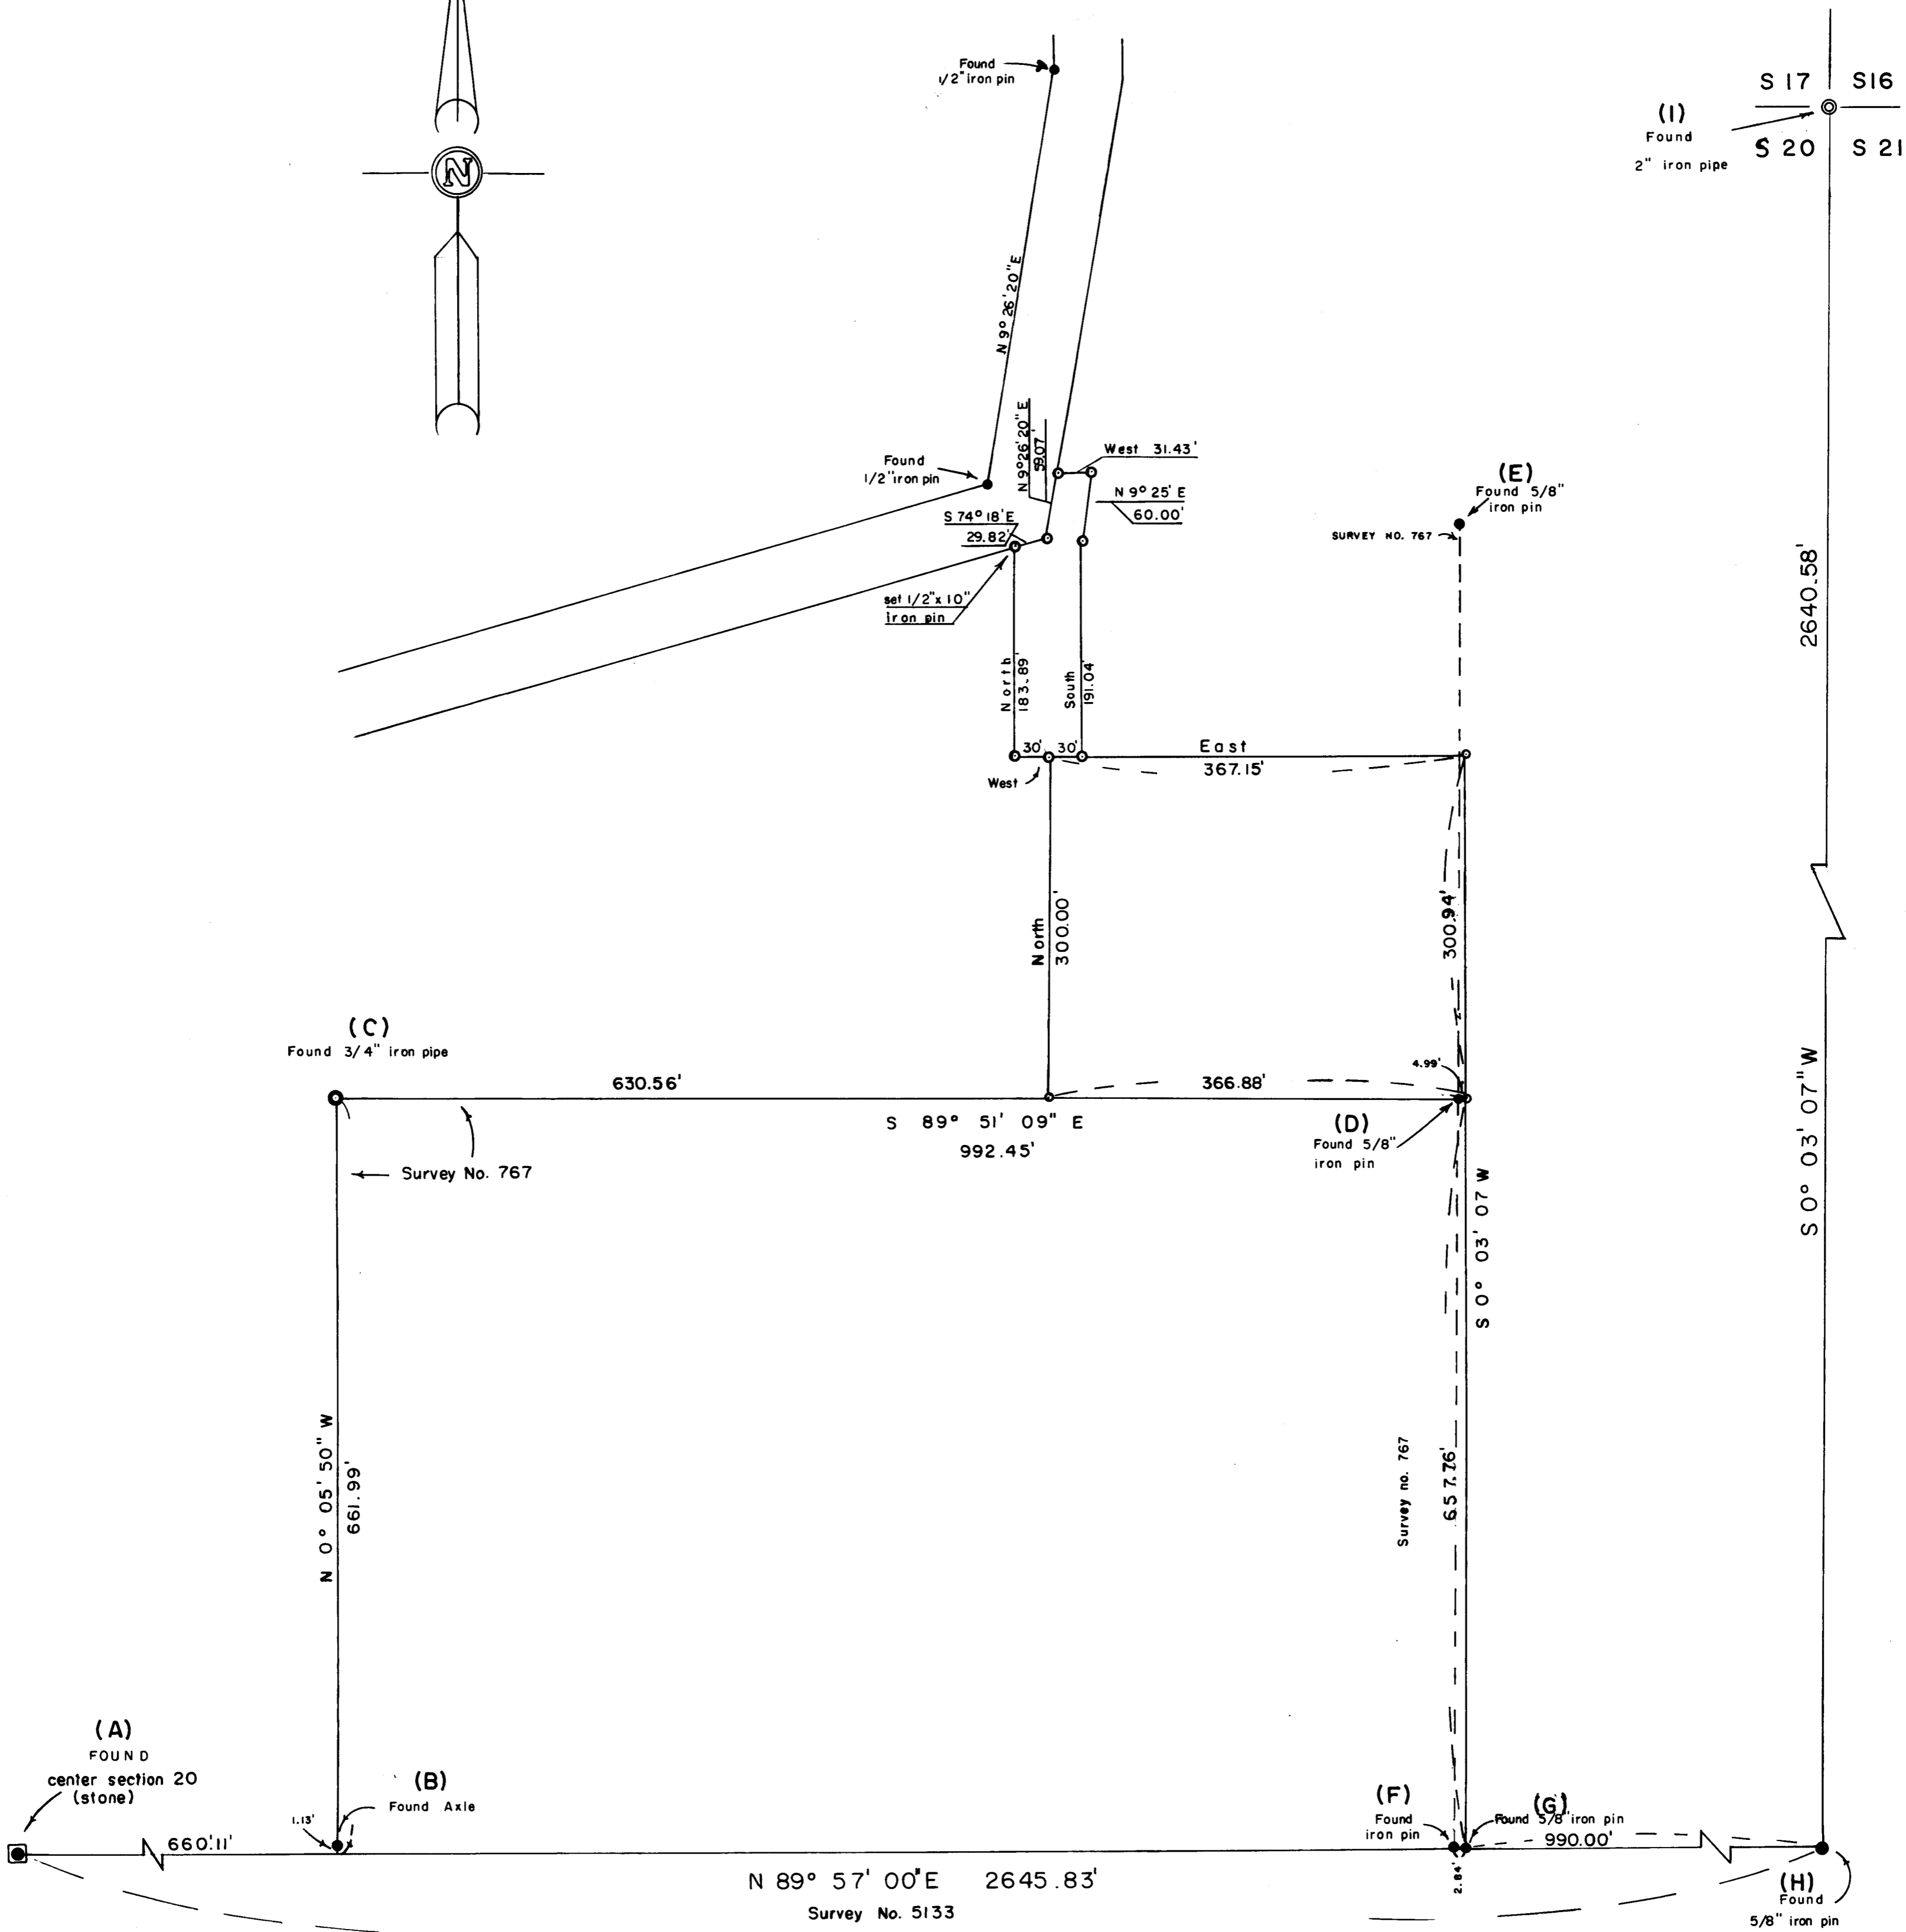 Found
1/2" iron pin
S 17
S16
(I)
Found
2" iron pipe
S 20
S 21
N
N 9° 26' 20" E
N 9°26' 20" E
59.07'
West 31.43'
Found
1/2" iron pin
N 9° 25' E
60.00'
(E)
Found 5/8"
iron pin
SURVEY NO. 767
S 74° 18' E
29.82'
set 1/2" x 10"
iron pin
2640.58'
North
183.89'
South
191.04'
30'
30'
East
367.15'
West
North
300.00'
300.94'
(C)
Found 3/4" iron pipe
630.56'
366.88'
4.99'
S 89° 51' 09" E
992.45'
(D)
Found 5/8"
iron pin
Survey No. 767
S 0° 03' 07 W
S 0° 03' 07" W
N 0° 05' 50" W
661.99'
Survey no. 767
657.76'
(A)
FOUND
center section 20
(stone)
(B)
Found Axle
1.13'
660.11'
(F)
Found
iron pin
(G)
Found 5/8" iron pin
990.00'
2.84'
N 89° 57' 00" E 2645.83'
Survey No. 5133
(H)
Found
5/8" iron pin